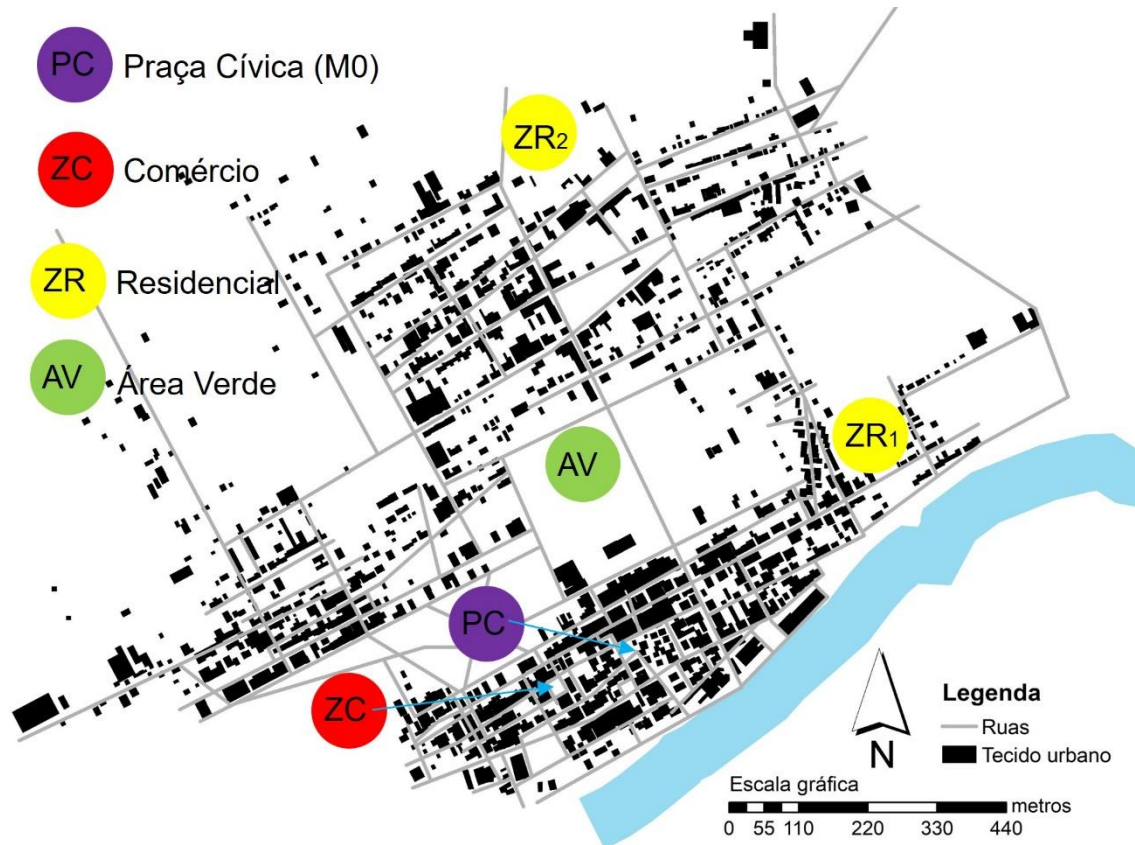 PC Praça Cívica (M0)
ZC Comércio
ZR Residencial
AV Área Verde
ZR2
ZR1
AV
PC
ZC
N
Legenda
Ruas
Tecido urbano
Escala gráfica
metros
0 55 110 220 330 440